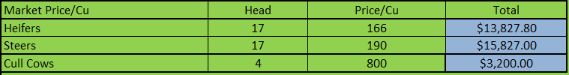 Market Price/Cu Head Price/Cu Total
Heifers 17 166 $13,827.80
Steers 17 190 $15,827.00
Cull Cows 4 800 $3,200.00